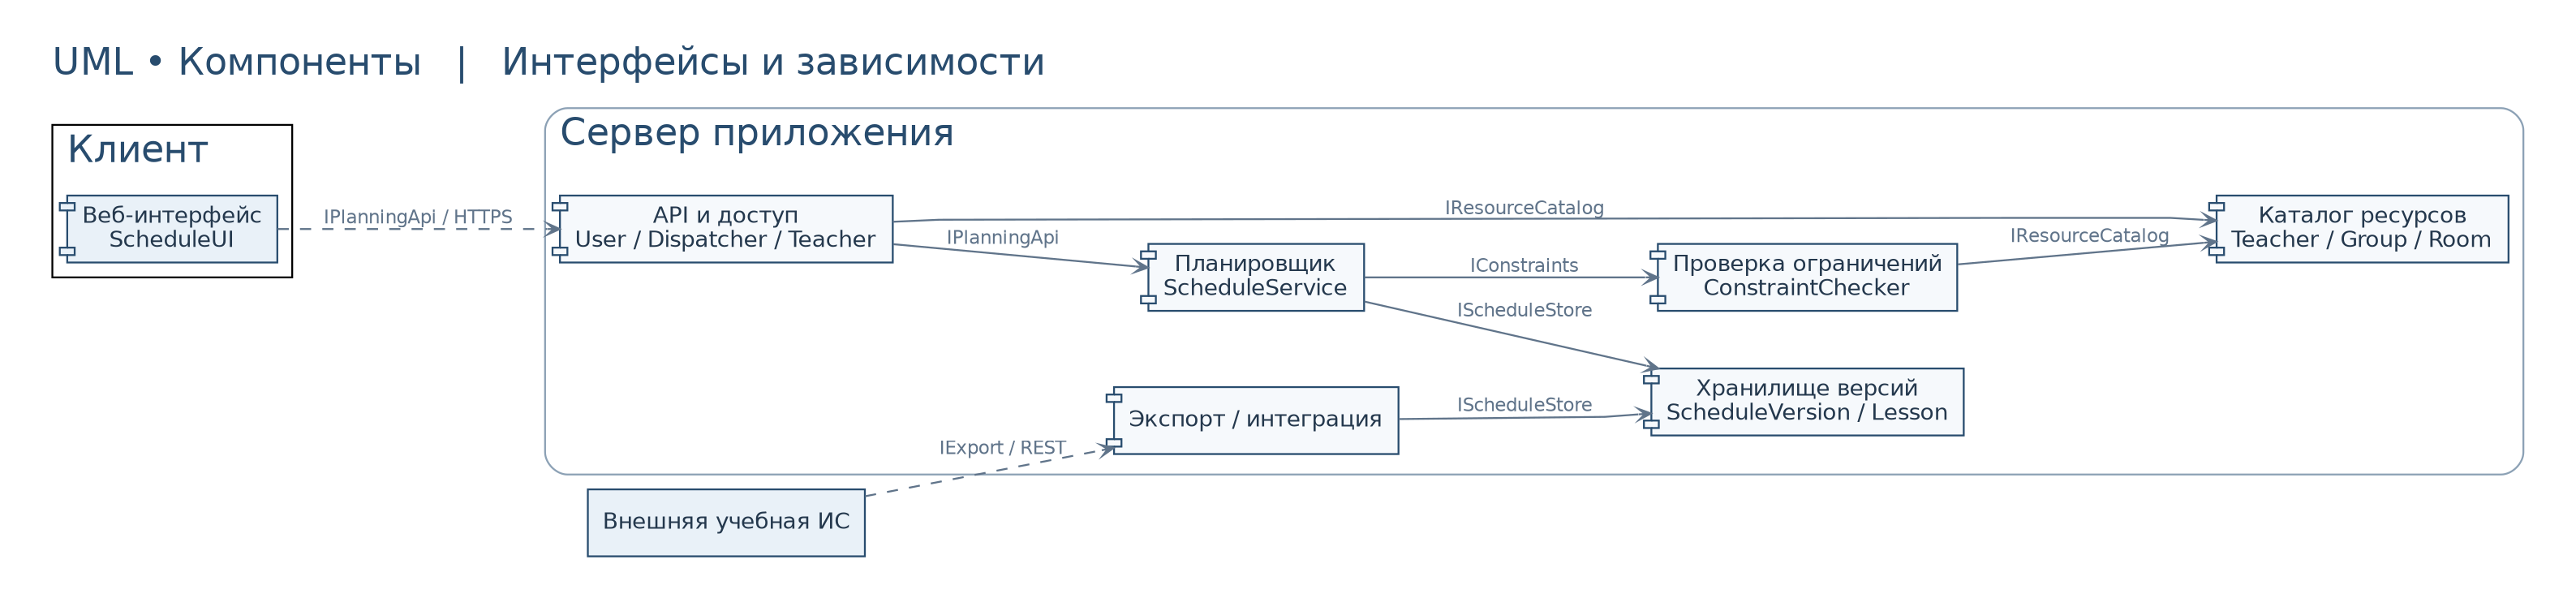 UML • Компоненты | Интерфейсы и зависимости
Клиент
Веб-интерфейс
ScheduleUI
IPlanningApi / HTTPS
Сервер приложения
API и доступ
User / Dispatcher / Teacher
IResourceCatalog
IPlanningApi
Планировщик
ScheduleService
IConstraints
IScheduleStore
Проверка ограничений
ConstraintChecker
IResourceCatalog
Каталог ресурсов
Teacher / Group / Room
Экспорт / интеграция
IScheduleStore
Хранилище версий
ScheduleVersion / Lesson
IExport / REST
Внешняя учебная ИС